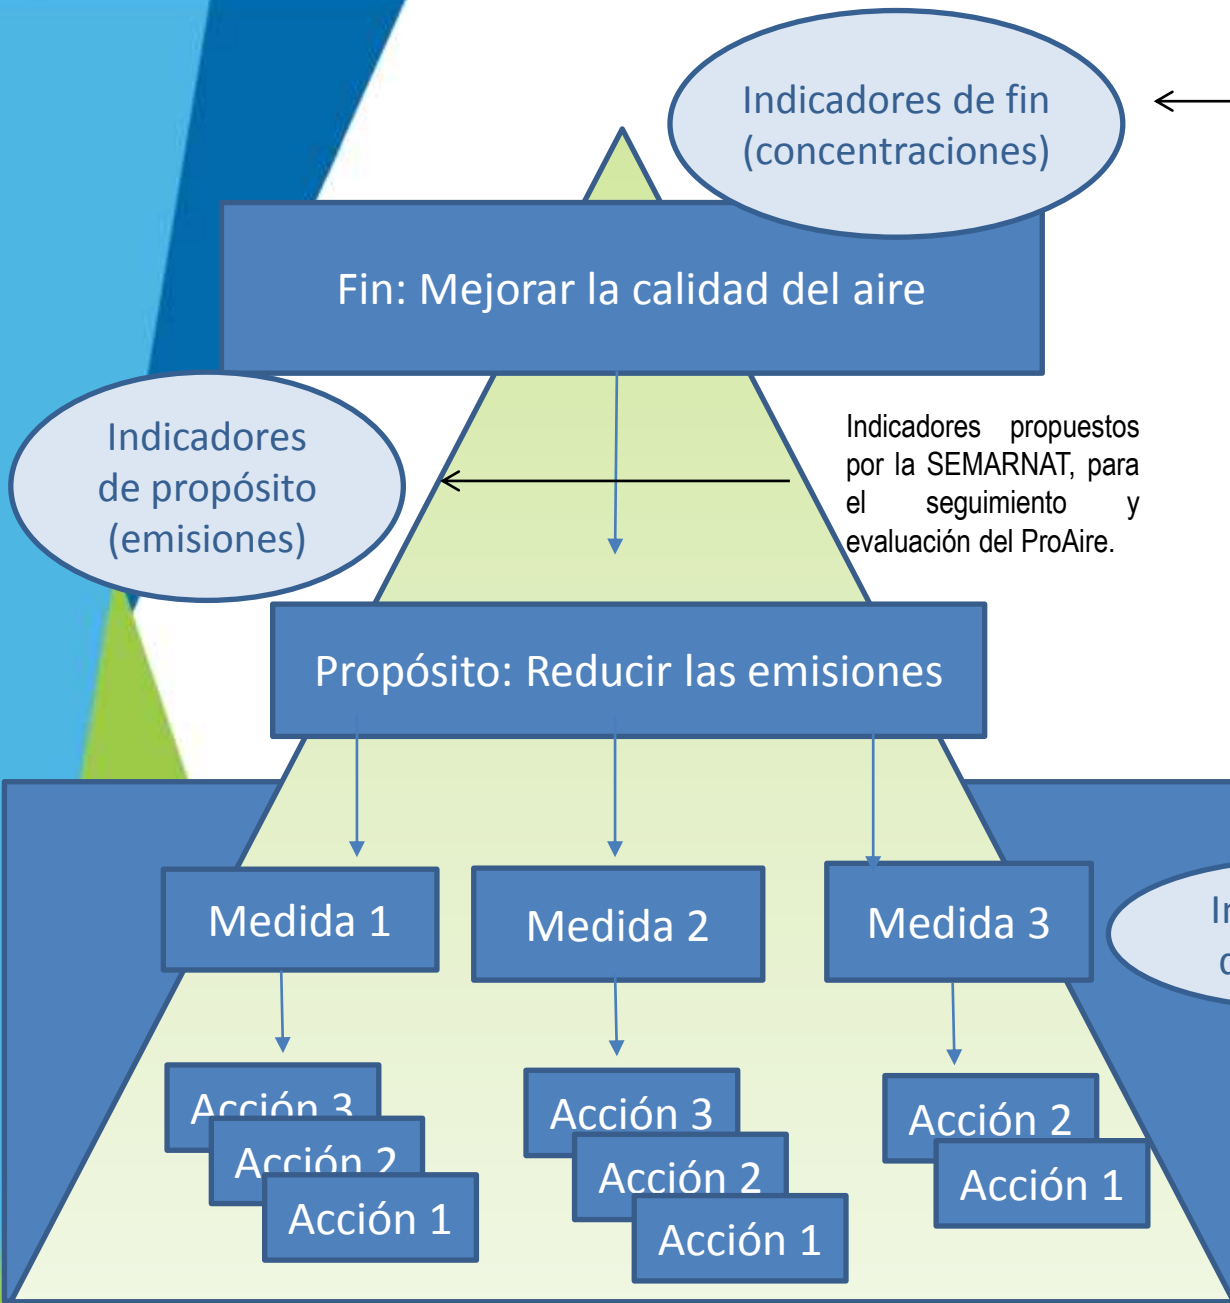 Indicadores de fin
(concentraciones)
Fin: Mejorar la calidad del aire
Indicadores
de propósito
(emisiones)
Indicadores propuestos
por la SEMARNAT, para
el seguimiento y
evaluación del ProAire.
Propósito: Reducir las emisiones
Medida 1
Medida 2
Medida 3
Acción 3
Acción 2
Acción 1
Acción 3
Acción 2
Acción 1
Acción 2
Acción 1